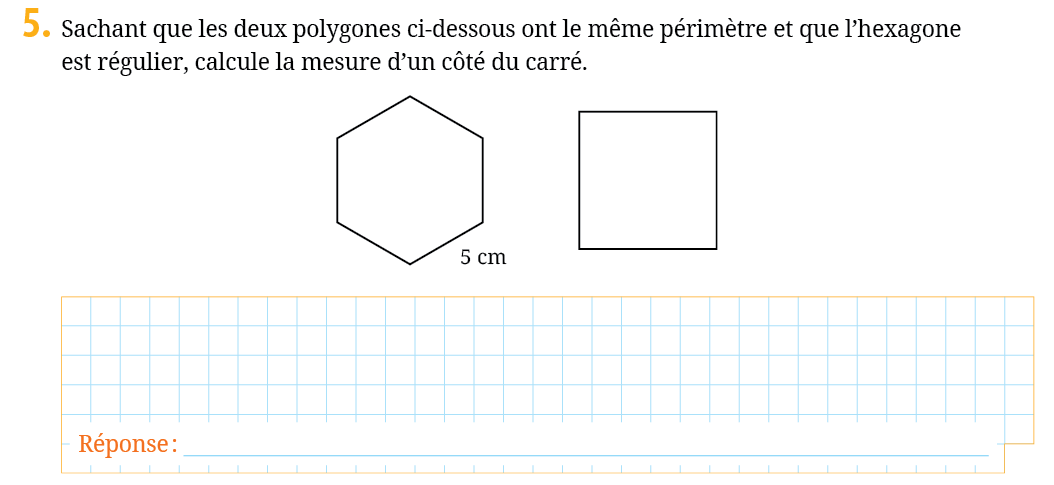 5. Sachant que les deux polygones ci-dessous ont le même périmètre et que l’hexagone
est régulier, calcule la mesure d’un côté du carré.
5 cm
Réponse :